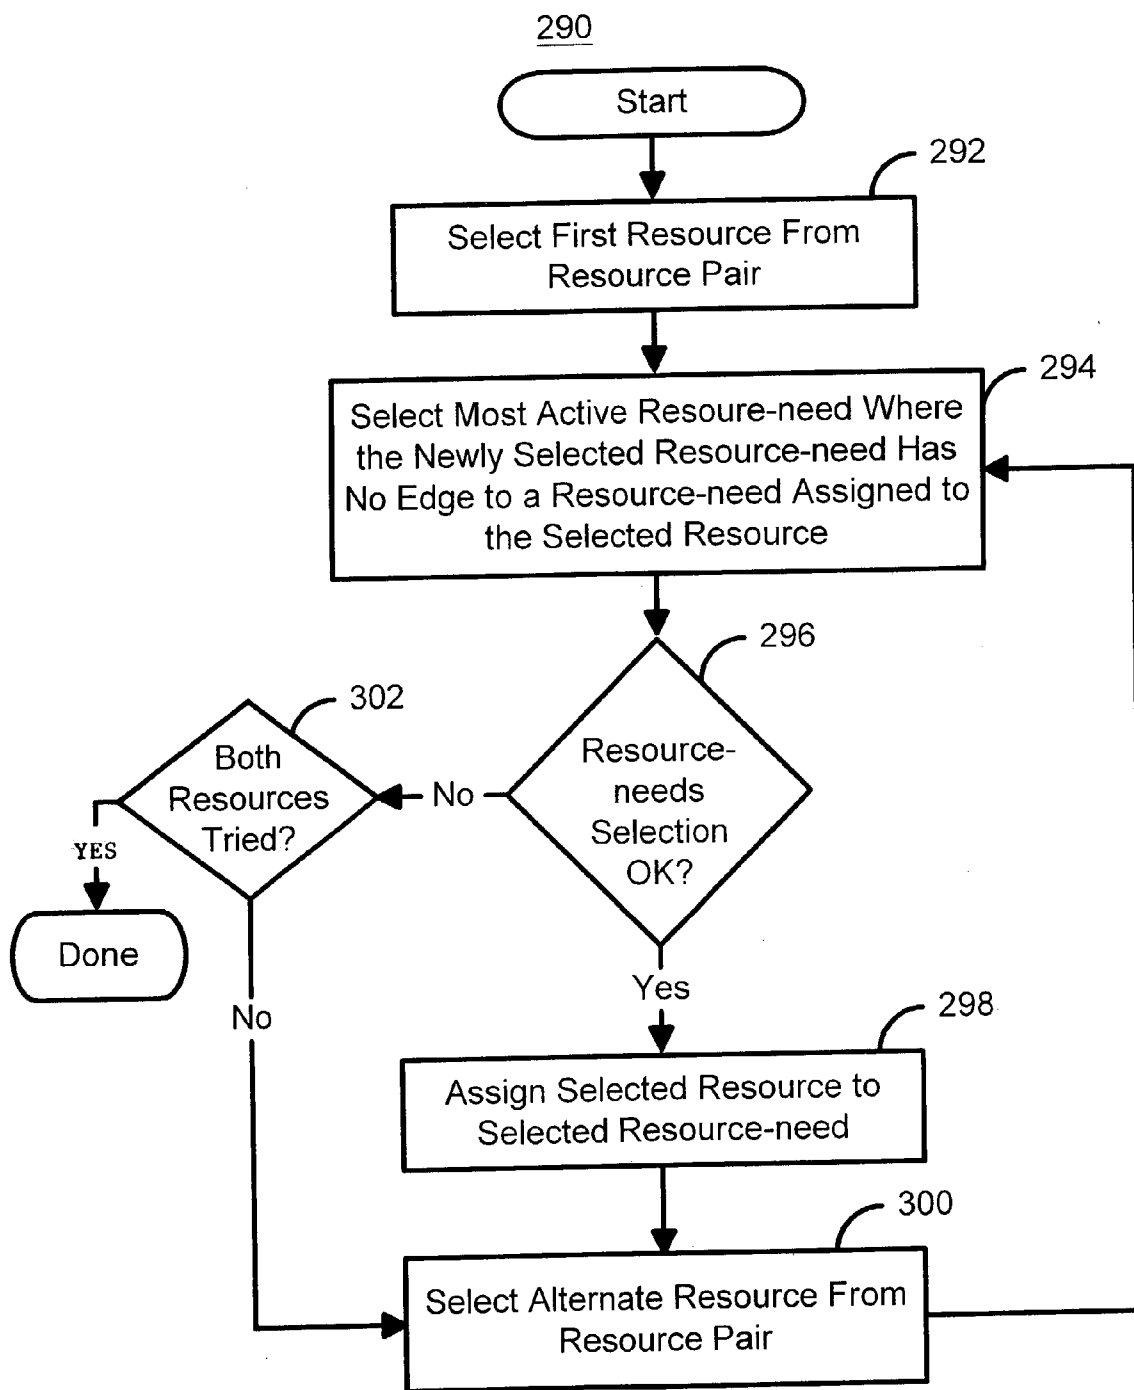 290
Start
292
Select First Resource From
Resource Pair
294
Select Most Active Resoure-need Where
the Newly Selected Resource-need Has
No Edge to a Resource-need Assigned to
the Selected Resource
296
Resource-
needs
Selection
OK?
302
Both
Resources
Tried?
No
YES
Done
No
Yes
298
Assign Selected Resource to
Selected Resource-need
300
Select Alternate Resource From
Resource Pair